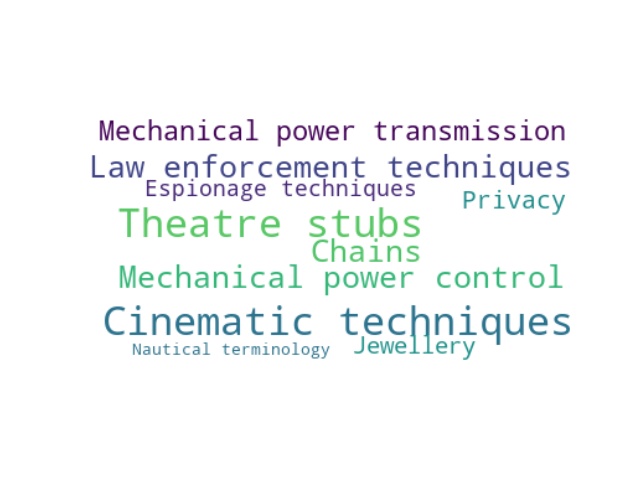 Mechanical power transmission
Law enforcement techniques
Espionage techniques
Privacy
Theatre stubs
Chains
Mechanical power control
Cinematic techniques
Nautical terminology
Jewellery